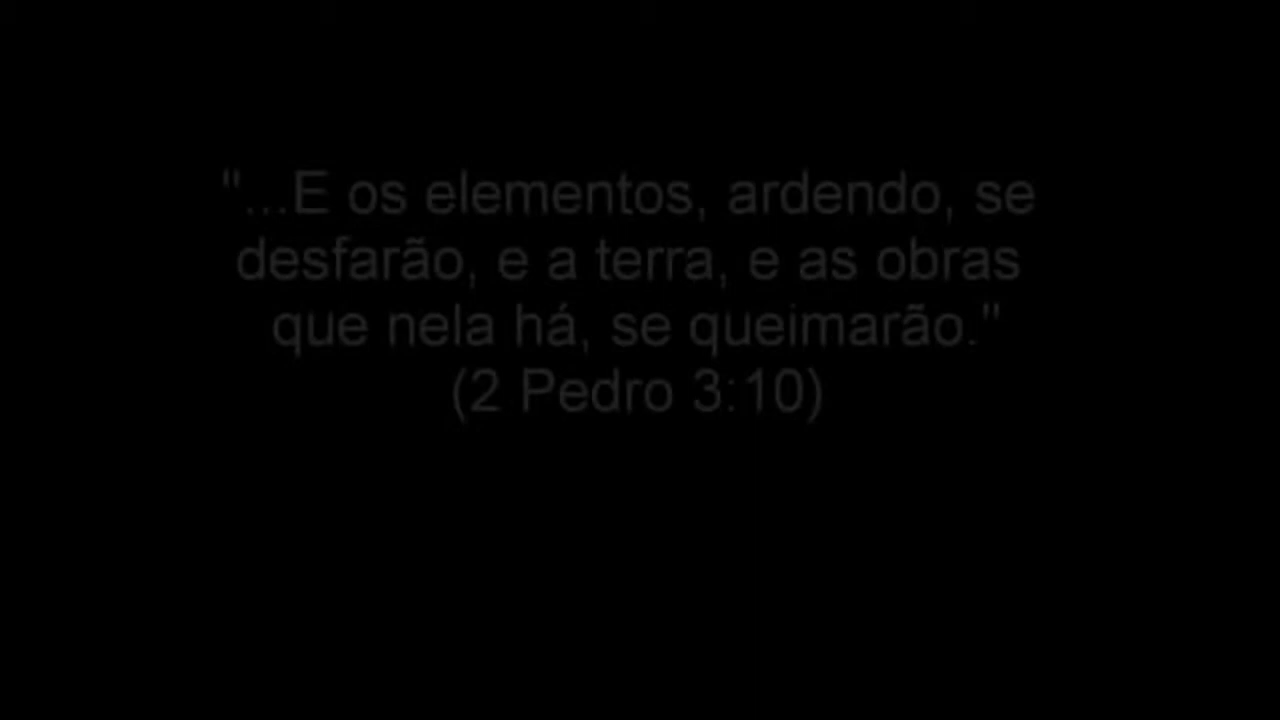 "...E os elementos, ardendo, se
desfarão, e a terra, e as obras
que nela há, se queimarão."
(2 Pedro 3:10)